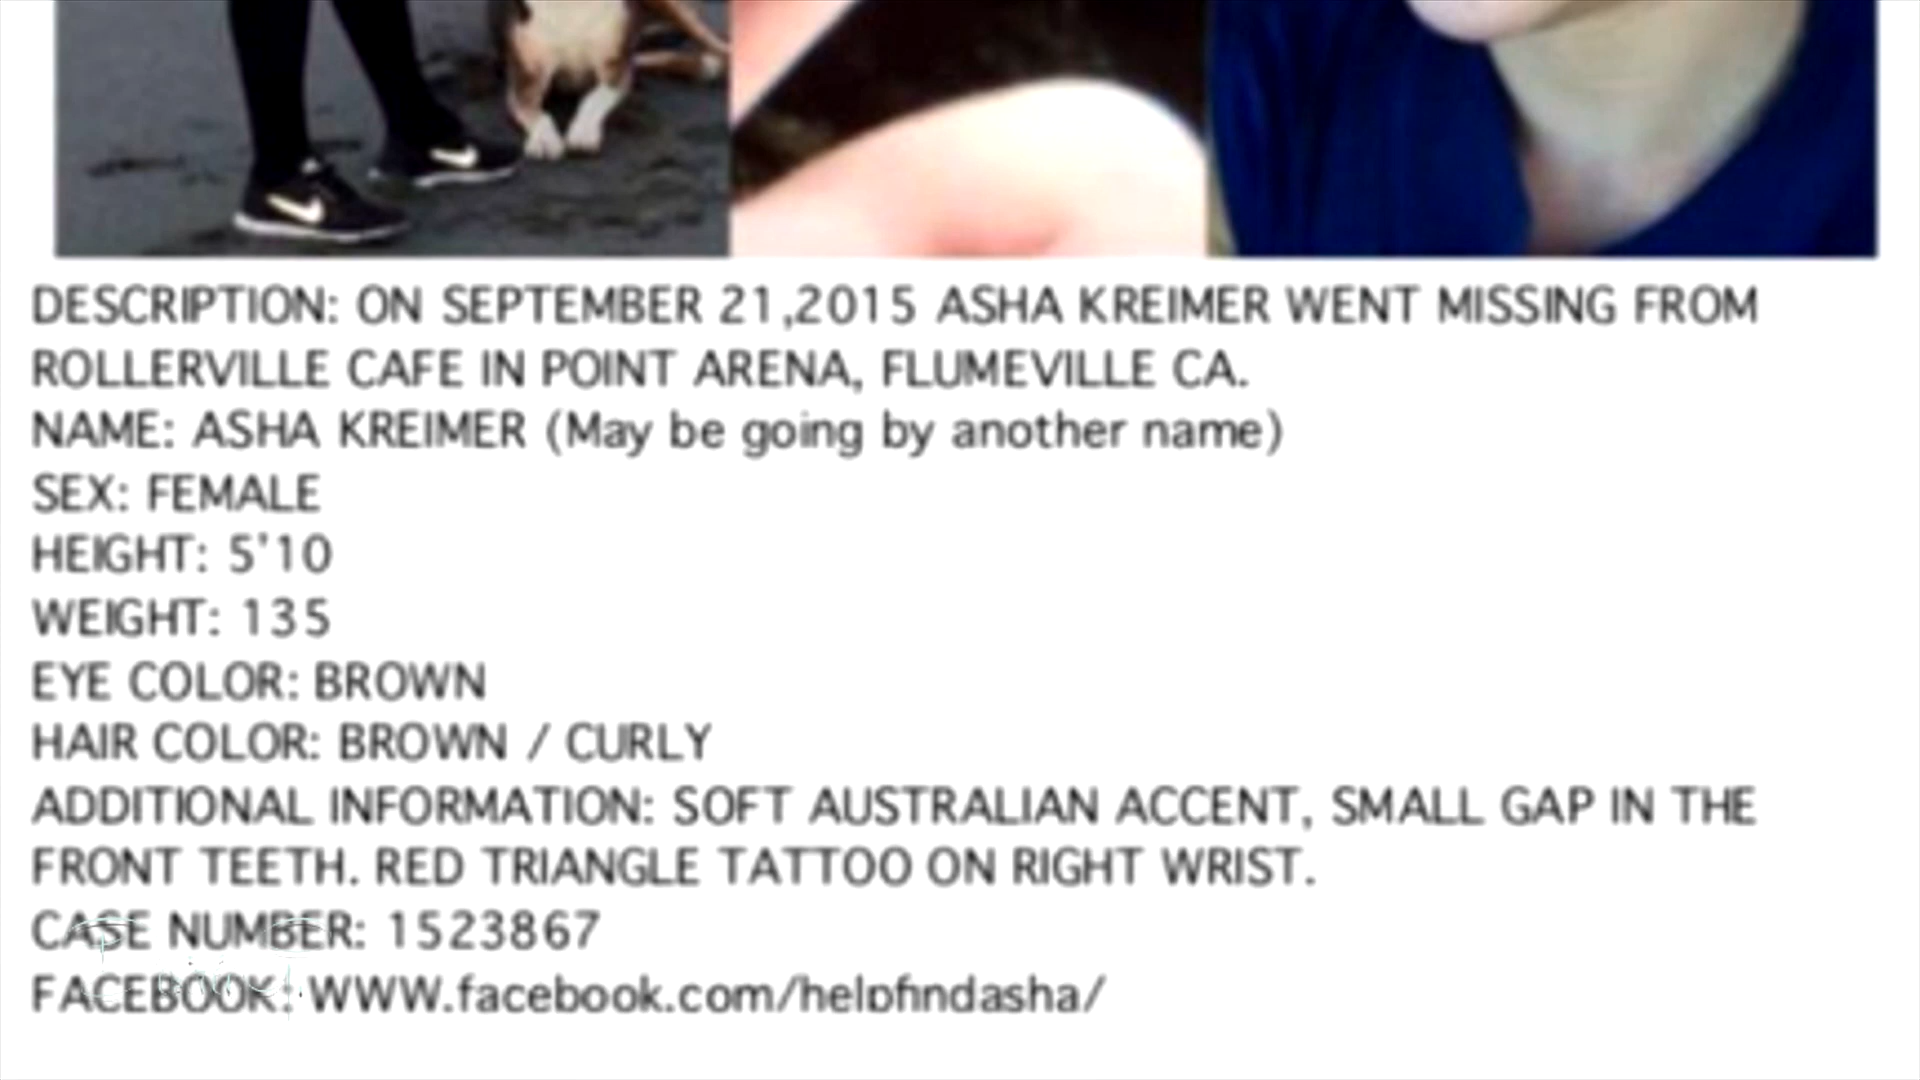 DESCRIPTION: ON SEPTEMBER 21,2015 ASHA KREIMER WENT MISSING FROM
ROLLERVILLE CAFE IN POINT ARENA, FLUMEVILLE CA.
NAME: ASHA KREIMER (May be going by another name)
SEX: FEMALE
HEIGHT: 5'10
WEIGHT: 135
EYE COLOR: BROWN
HAIR COLOR: BROWN / CURLY
ADDITIONAL INFORMATION: SOFT AUSTRALIAN ACCENT, SMALL GAP IN THE
FRONT TEETH. RED TRIANGLE TATTOO ON RIGHT WRIST.
CASE NUMBER: 1523867
FACEBOOK: WWW.facebook.com/helpfindasha/